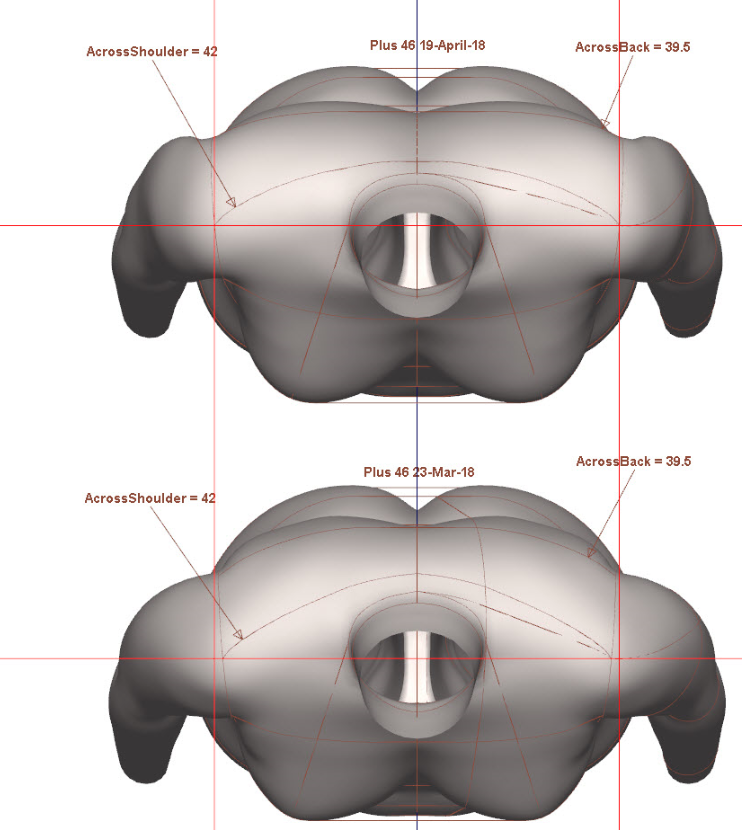 Plus 46 19-April-18
AcrossShoulder = 42
AcrossBack = 39.5
Plus 46 23-Mar-18
AcrossBack = 39.5
AcrossShoulder = 42